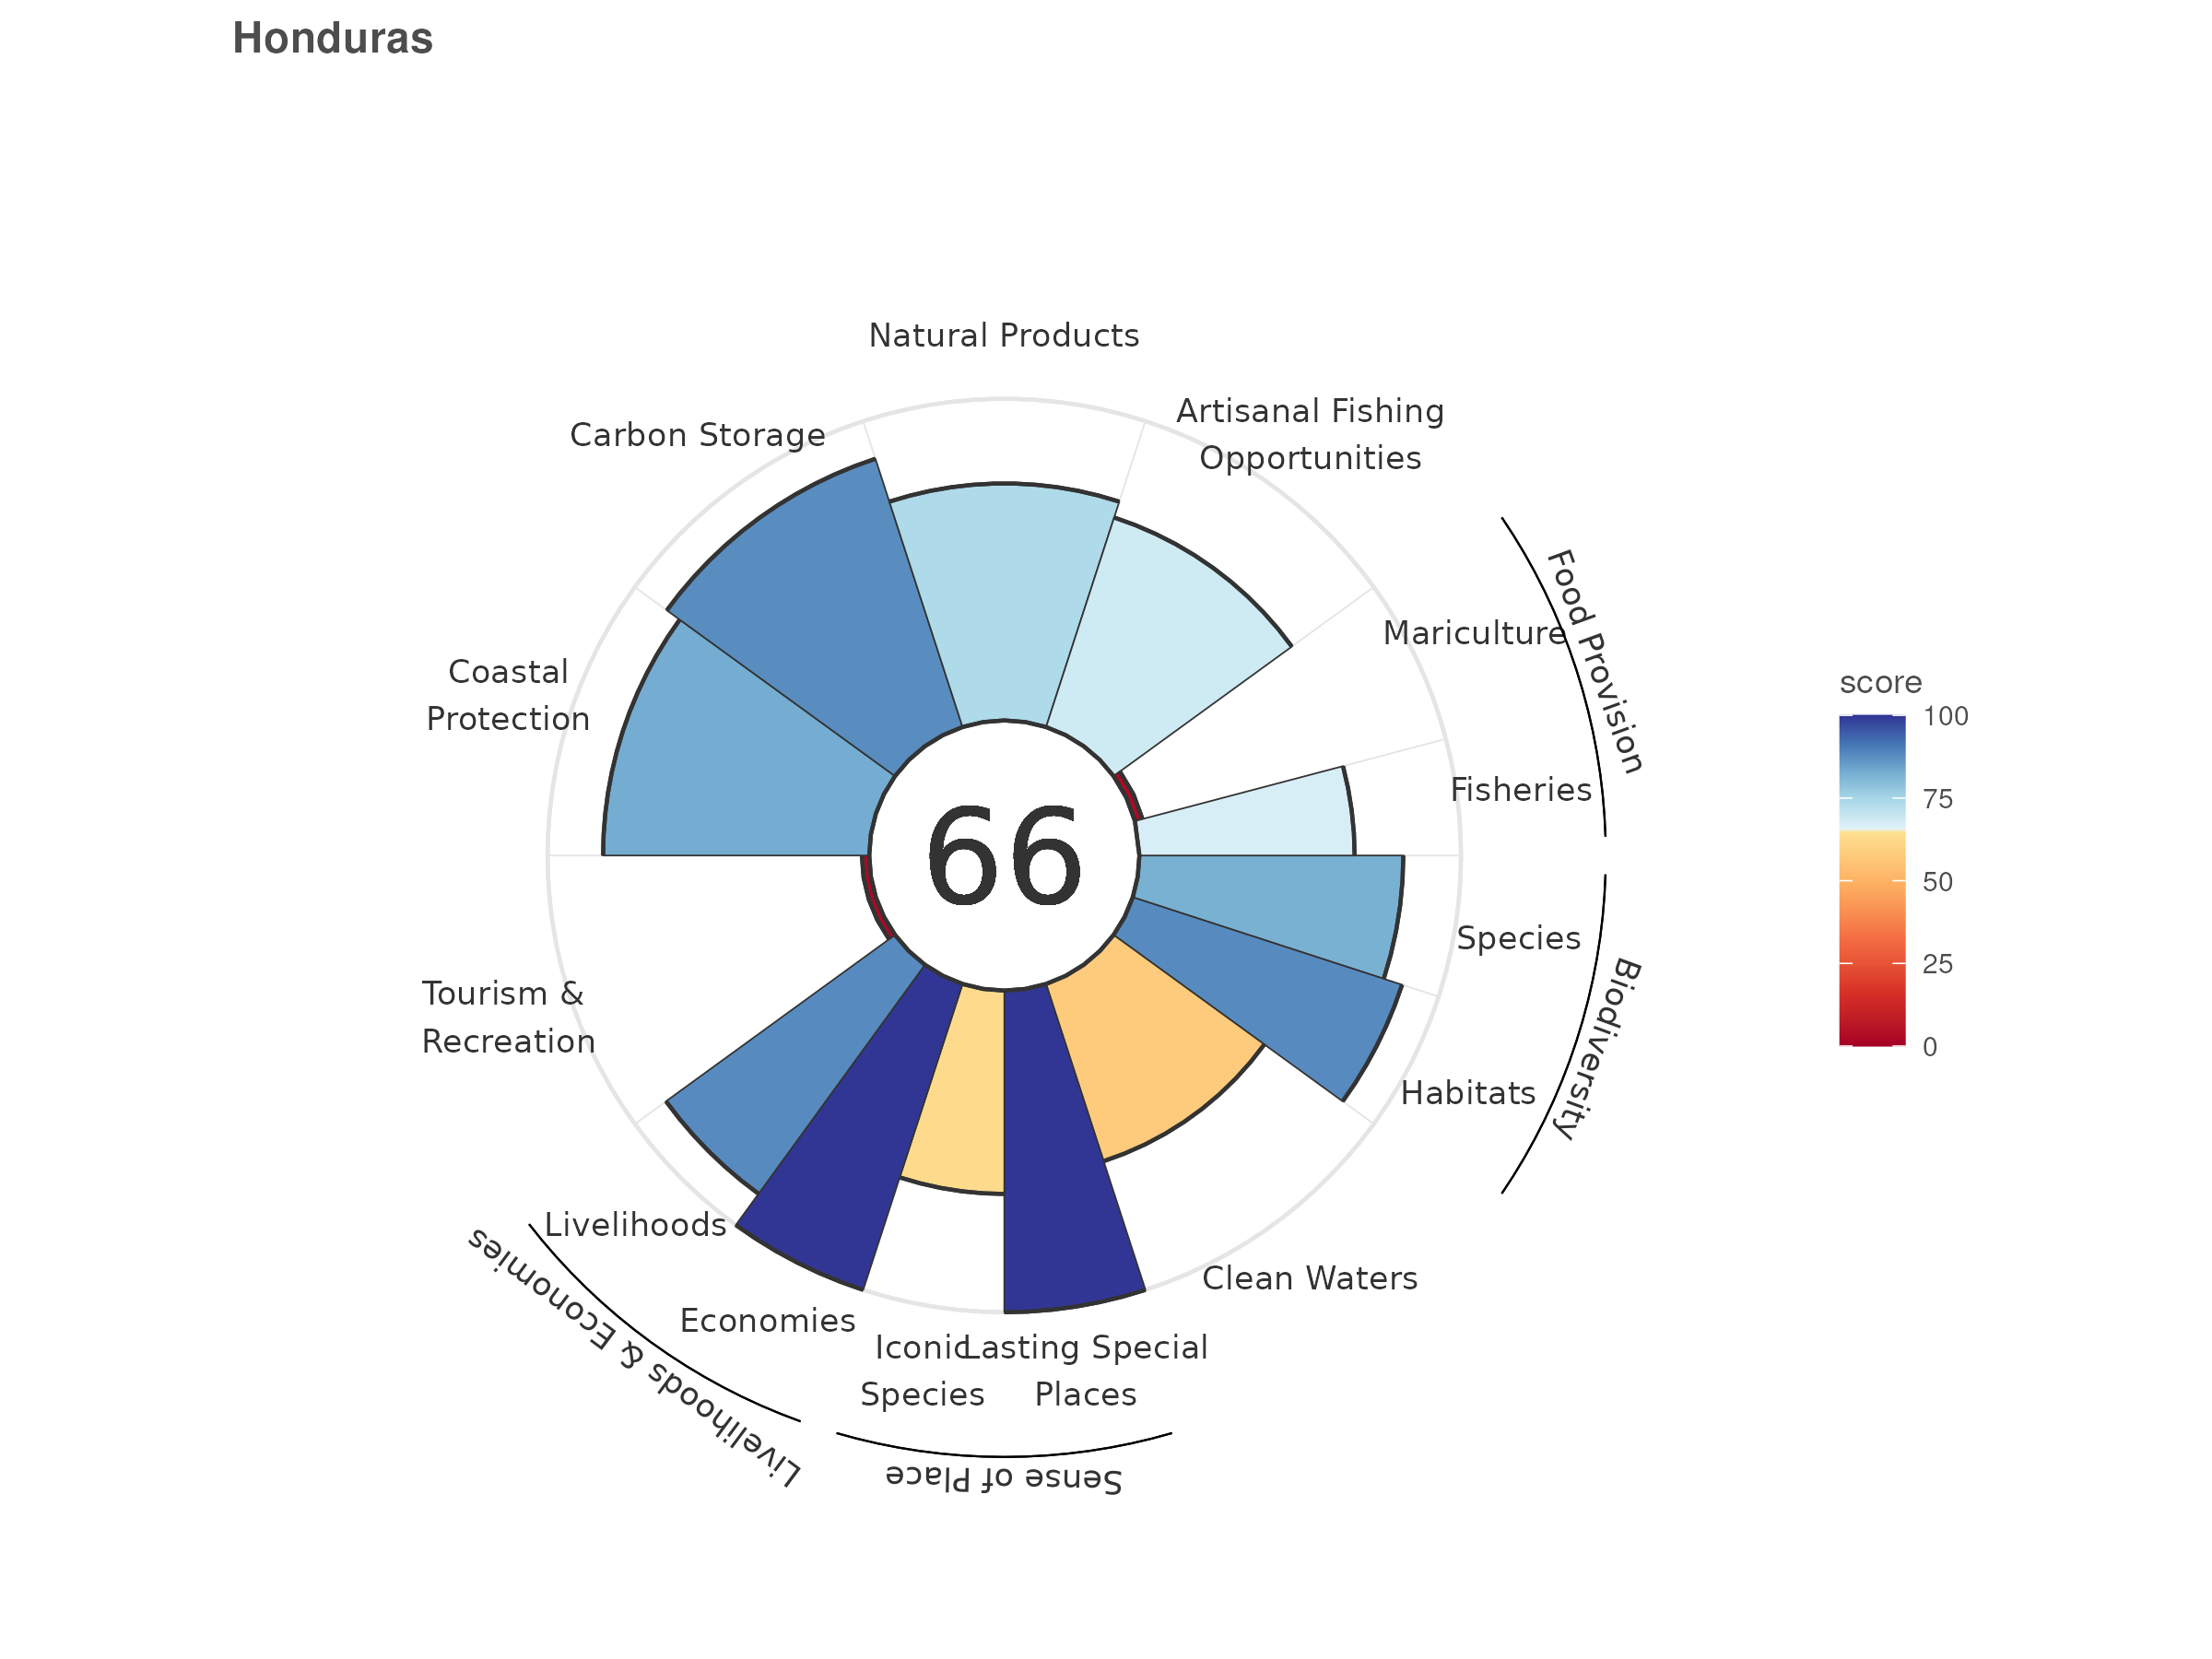 Honduras
Natural Products
Artisanal Fishing
Opportunities
Carbon Storage
Mariculture
Food Provision
Coastal
Protection
Fisheries
66
Species
Biodiversity
Tourism &
Recreation
Habitats
Livelihoods
Clean Waters
Economies
Iconic
Species
Lasting Special
Places
Livelihoods & Economies
Sense of Place
score
100
75
50
25
0